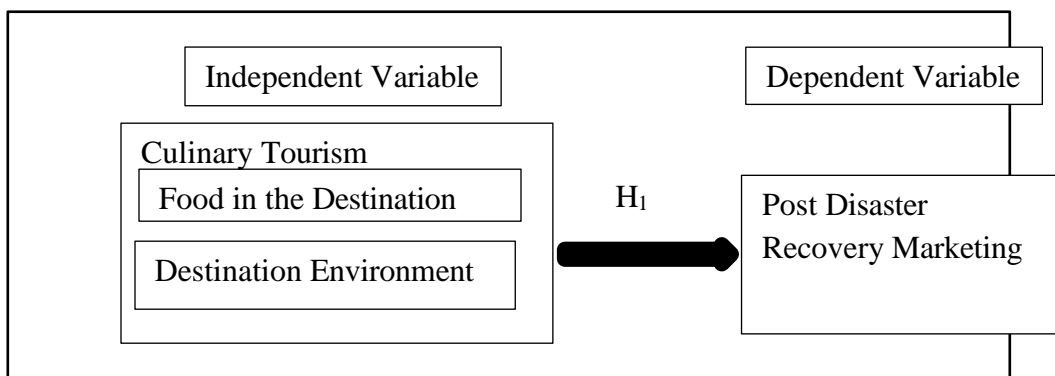 Independent Variable
Dependent Variable
Culinary Tourism
Food in the Destination
Destination Environment
H₁
Post Disaster
Recovery Marketing